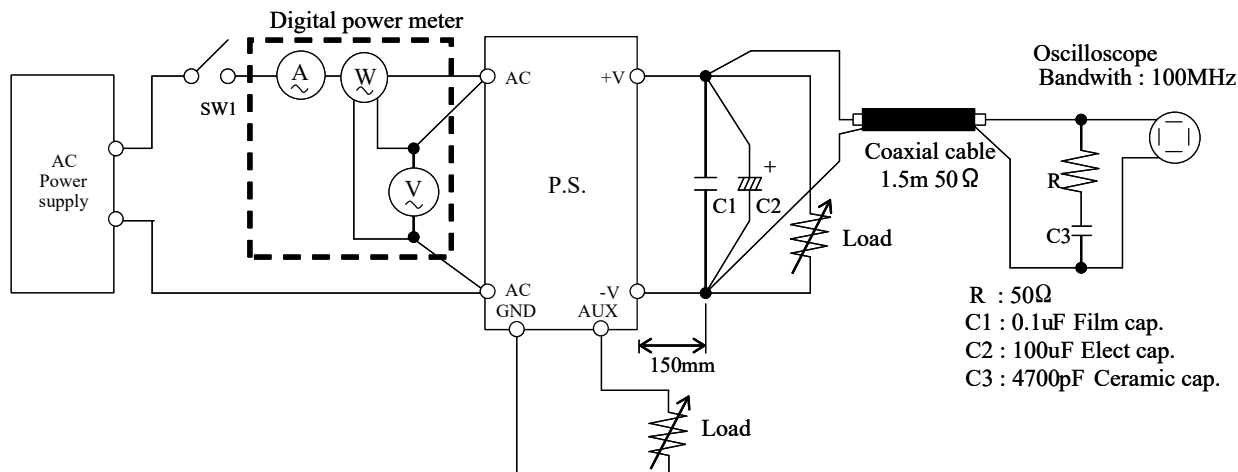 Digital power meter
A
W
V
SW1
AC
Power
supply
AC
AC
GND
AUX
P.S.
+V
-V
C1
+
C2
Load
150mm
Load
Coaxial cable
1.5m 50Ω
Oscilloscope
Bandwith : 100MHz
R
C3
R : 50Ω
C1 : 0.1uF Film cap.
C2 : 100uF Elect cap.
C3 : 4700pF Ceramic cap.